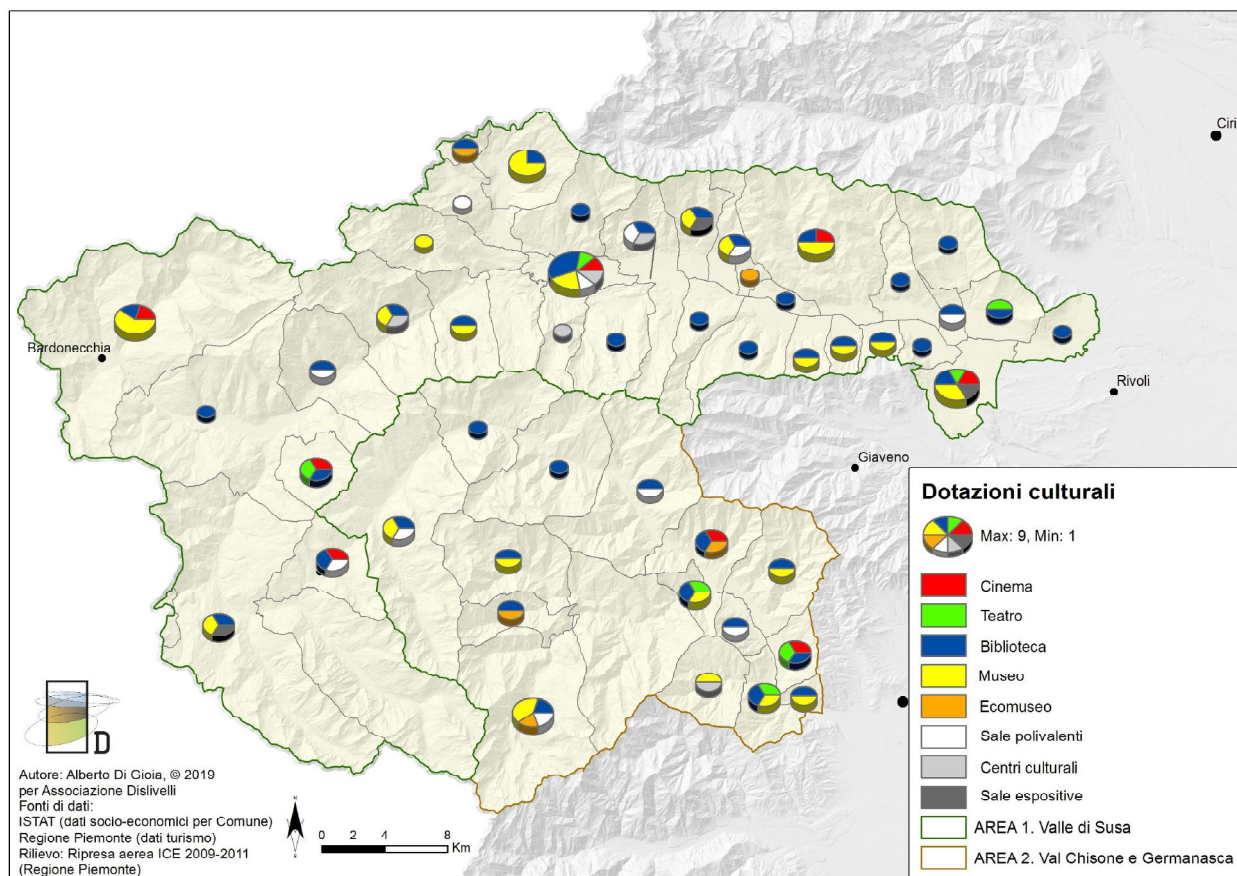 Ciri
Bardonecchia
Rivoli
Giaveno
Dotazioni culturali
Max: 9, Min: 1
Cinema
Teatro
Biblioteca
Museo
Ecomuseo
Sale polivalenti
Centri culturali
Sale espositive
AREA 1. Valle di Susa
AREA 2. Val Chisone e Germanasca
D
Autore: Alberto Di Gioia, © 2019
per Associazione Dislivelli
Fonti di dati:
ISTAT (dati socio-economici per Comune)
Regione Piemonte (dati turismo)
Rilievo: Ripresa aerea ICE 2009-2011
(Regione Piemonte)
0 2 4 8
Km